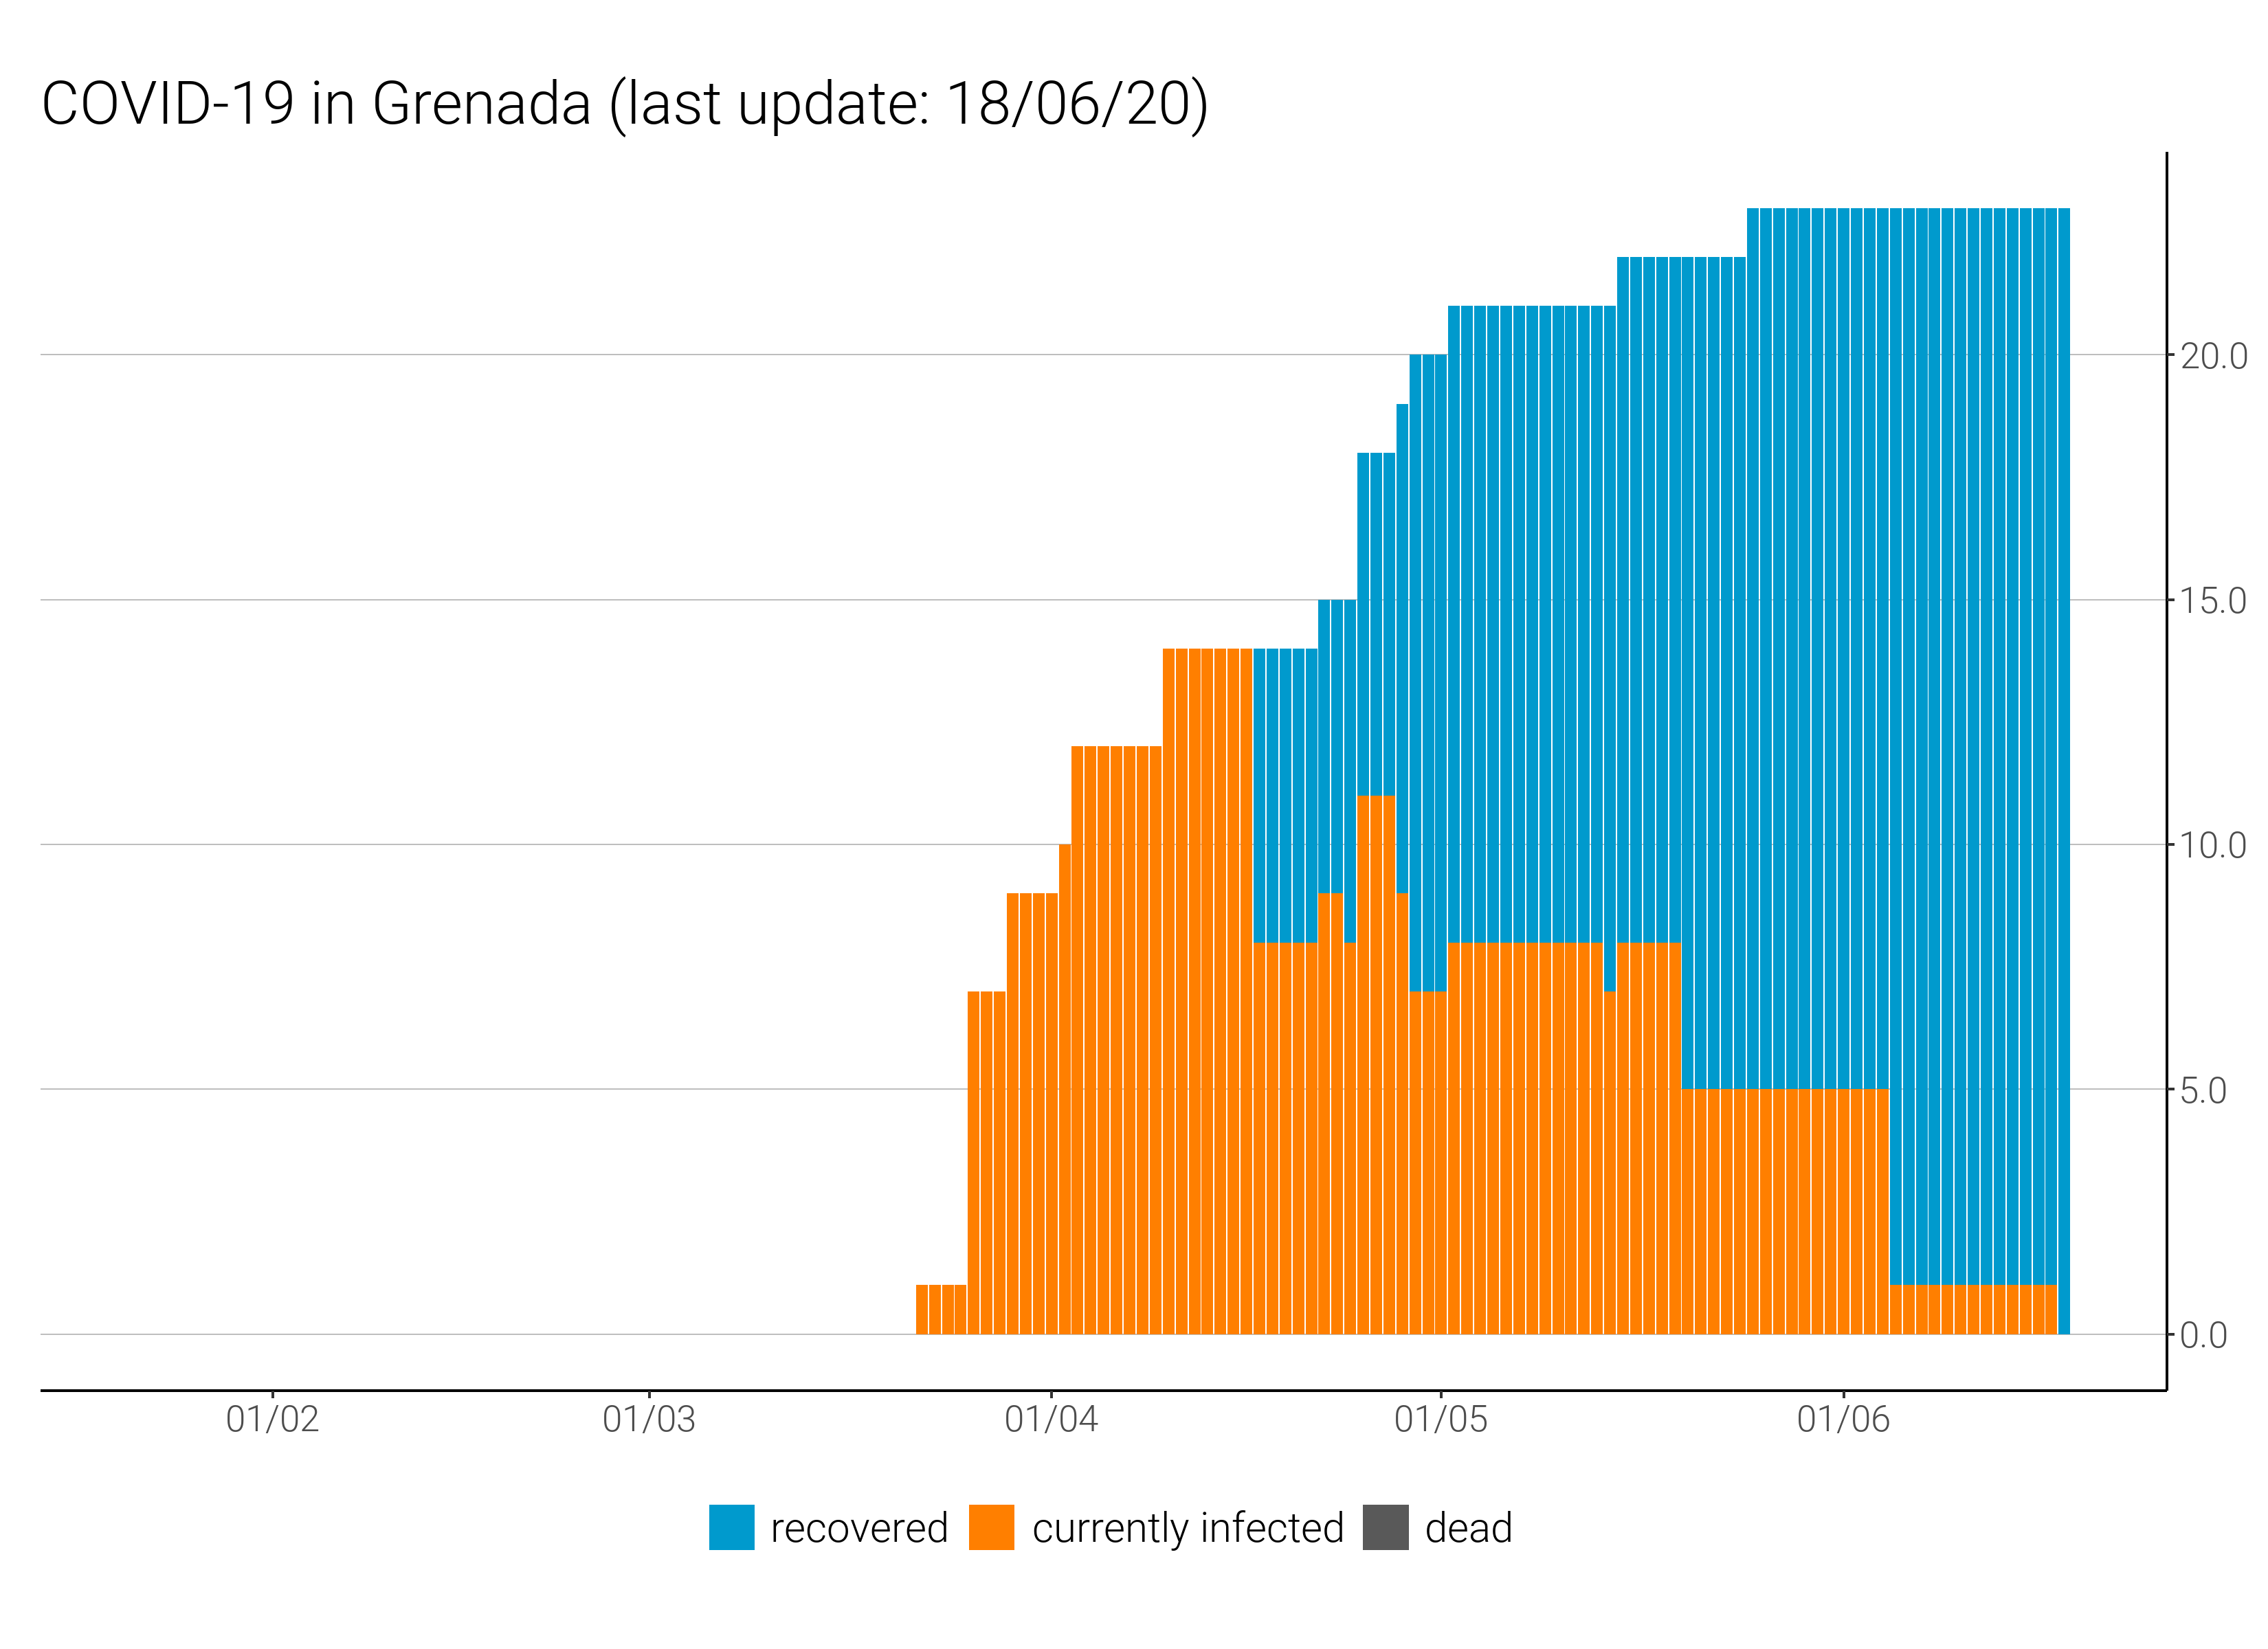 COVID-19 in Grenada (last update: 18/06/20)
20.0
15.0
10.0
5.0
0.0
01/02 01/03 01/04 01/05 01/06
recovered currently infected dead